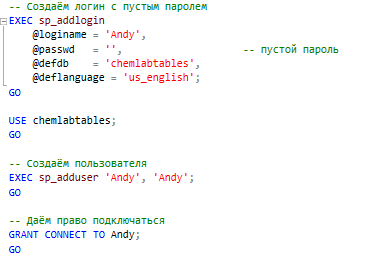 -- Создаём логин с пустым паролем
EXEC sp_addlogin
@loginame = 'Andy',
@passwd = '', -- пустой пароль
@defdb = 'chemlabtables',
@deflanguage = 'us_english';
GO
USE chemlabtables;
GO
-- Создаём пользователя
EXEC sp_adduser 'Andy', 'Andy';
GO
-- Даём право подключаться
GRANT CONNECT TO Andy;
GO